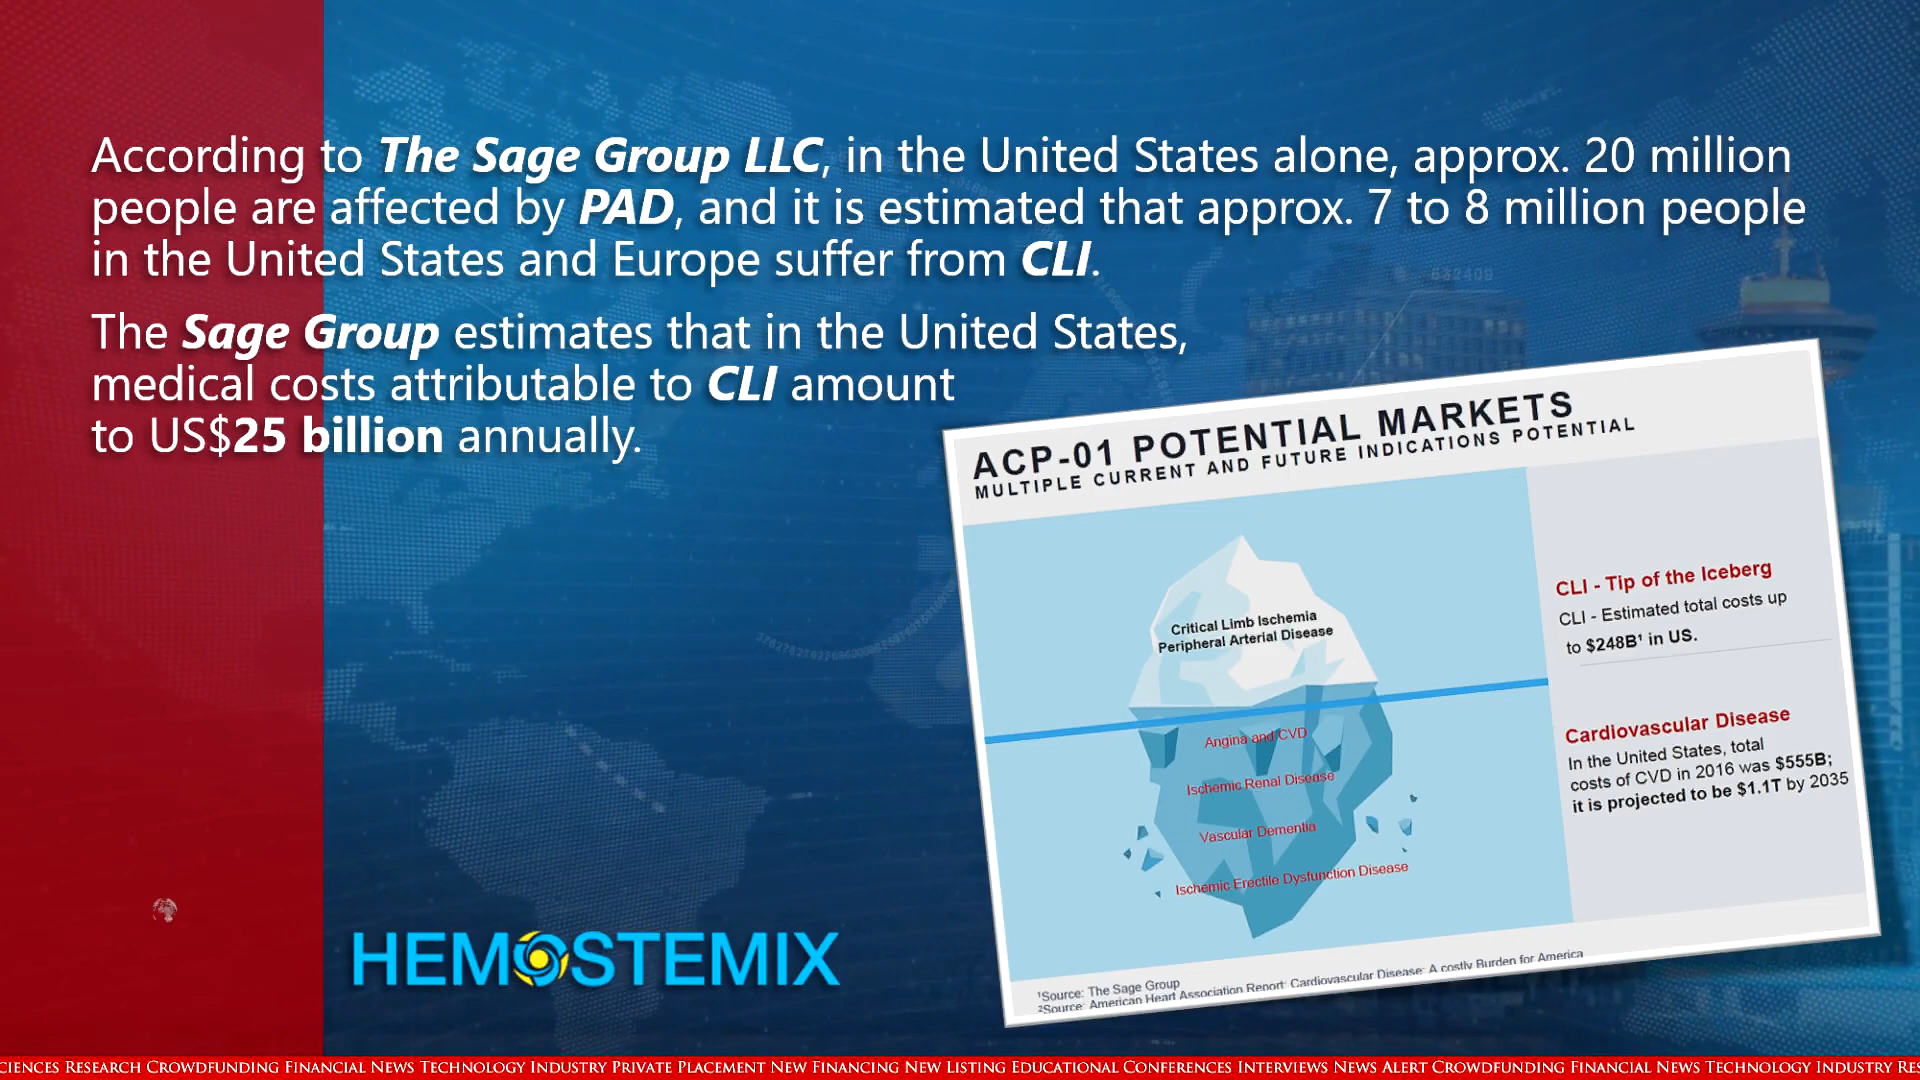 According to The Sage Group LLC, in the United States alone, approx. 20 million
people are affected by PAD, and it is estimated that approx. 7 to 8 million people
in the United States and Europe suffer from CLI.
The Sage Group estimates that in the United States,
medical costs attributable to CLI amount
to US$25 billion annually.
632408
ACP-01 POTENTIAL MARKETS
MULTIPLE CURRENT AND FUTURE INDICATIONS POTENTIAL
Critical Limb Ischemia
Peripheral Arterial Disease
Angina and CVD
Ischemic Renal Disease
Vascular Dementia
Ischemic Erectile Dysfunction Disease
CLI - Tip of the Iceberg
CLI - Estimated total costs up
to $248B¹ in US.
Cardiovascular Disease
In the United States, total
costs of CVD in 2016 was $555B;
it is projected to be $1.1T by 2035
¹Source: The Sage Group
²Source: American Heart Association Report: Cardiovascular Disease: A costly Burden for America
HEMOSTEMIX
CIENCES RESEARCH CROWDFUNDING FINANCIAL NEWS TECHNOLOGY INDUSTRY PRIVATE PLACEMENT NEW FINANCING NEW LISTING EDUCATIONAL CONFERENCES INTERVIEWS NEWS ALERT CROWDFUNDING FINANCIAL NEWS TECHNOLOGY INDUSTRY RES